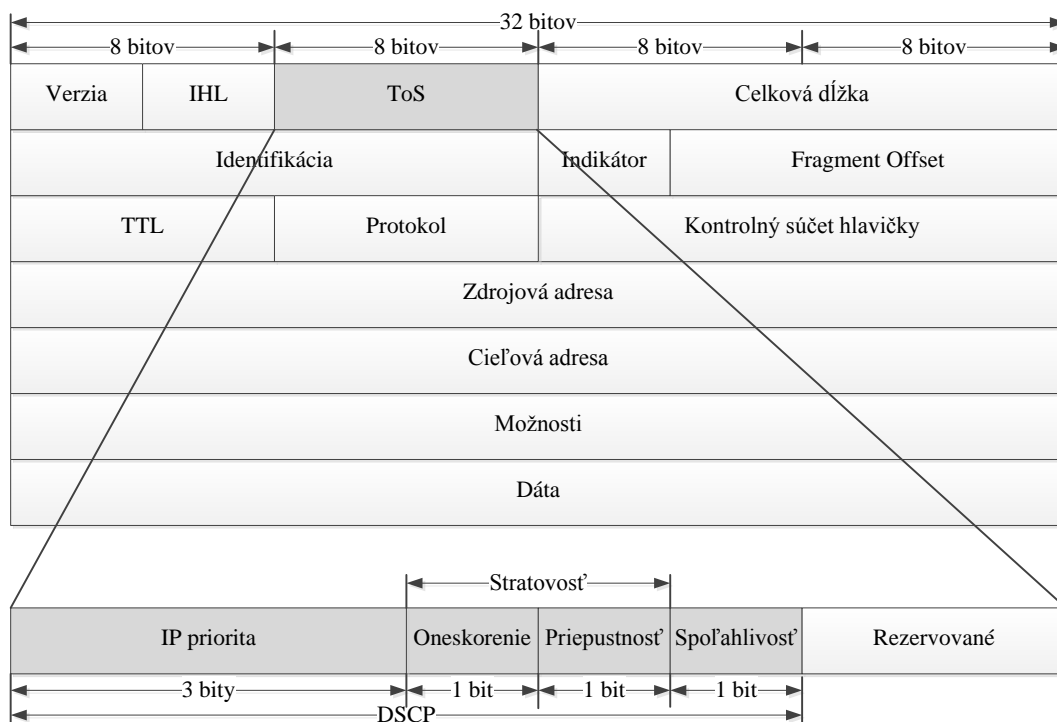 32 bitov
8 bitov 8 bitov 8 bitov 8 bitov
Verzia IHL ToS Celková dĺžka
Identifikácia Indikátor Fragment Offset
TTL Protokol Kontrolný súčet hlavičky
Zdrojová adresa
Cieľová adresa
Možnosti
Dáta
Stratovosť
IP priorita Oneskorenie Priepustnosť Spoľahlivosť Rezervované
3 bity 1 bit 1 bit 1 bit
DSCP